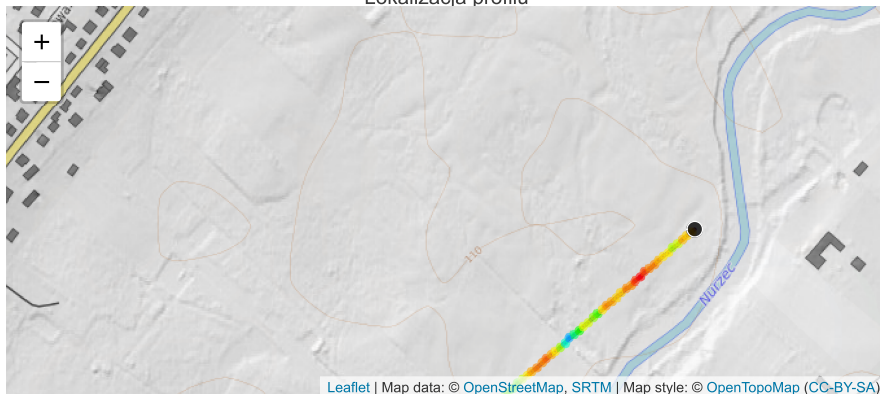 Lokalizacja profilu
+
−
110
Nurzec
Leaflet | Map data: © OpenStreetMap, SRTM | Map style: © OpenTopoMap (CC-BY-SA)